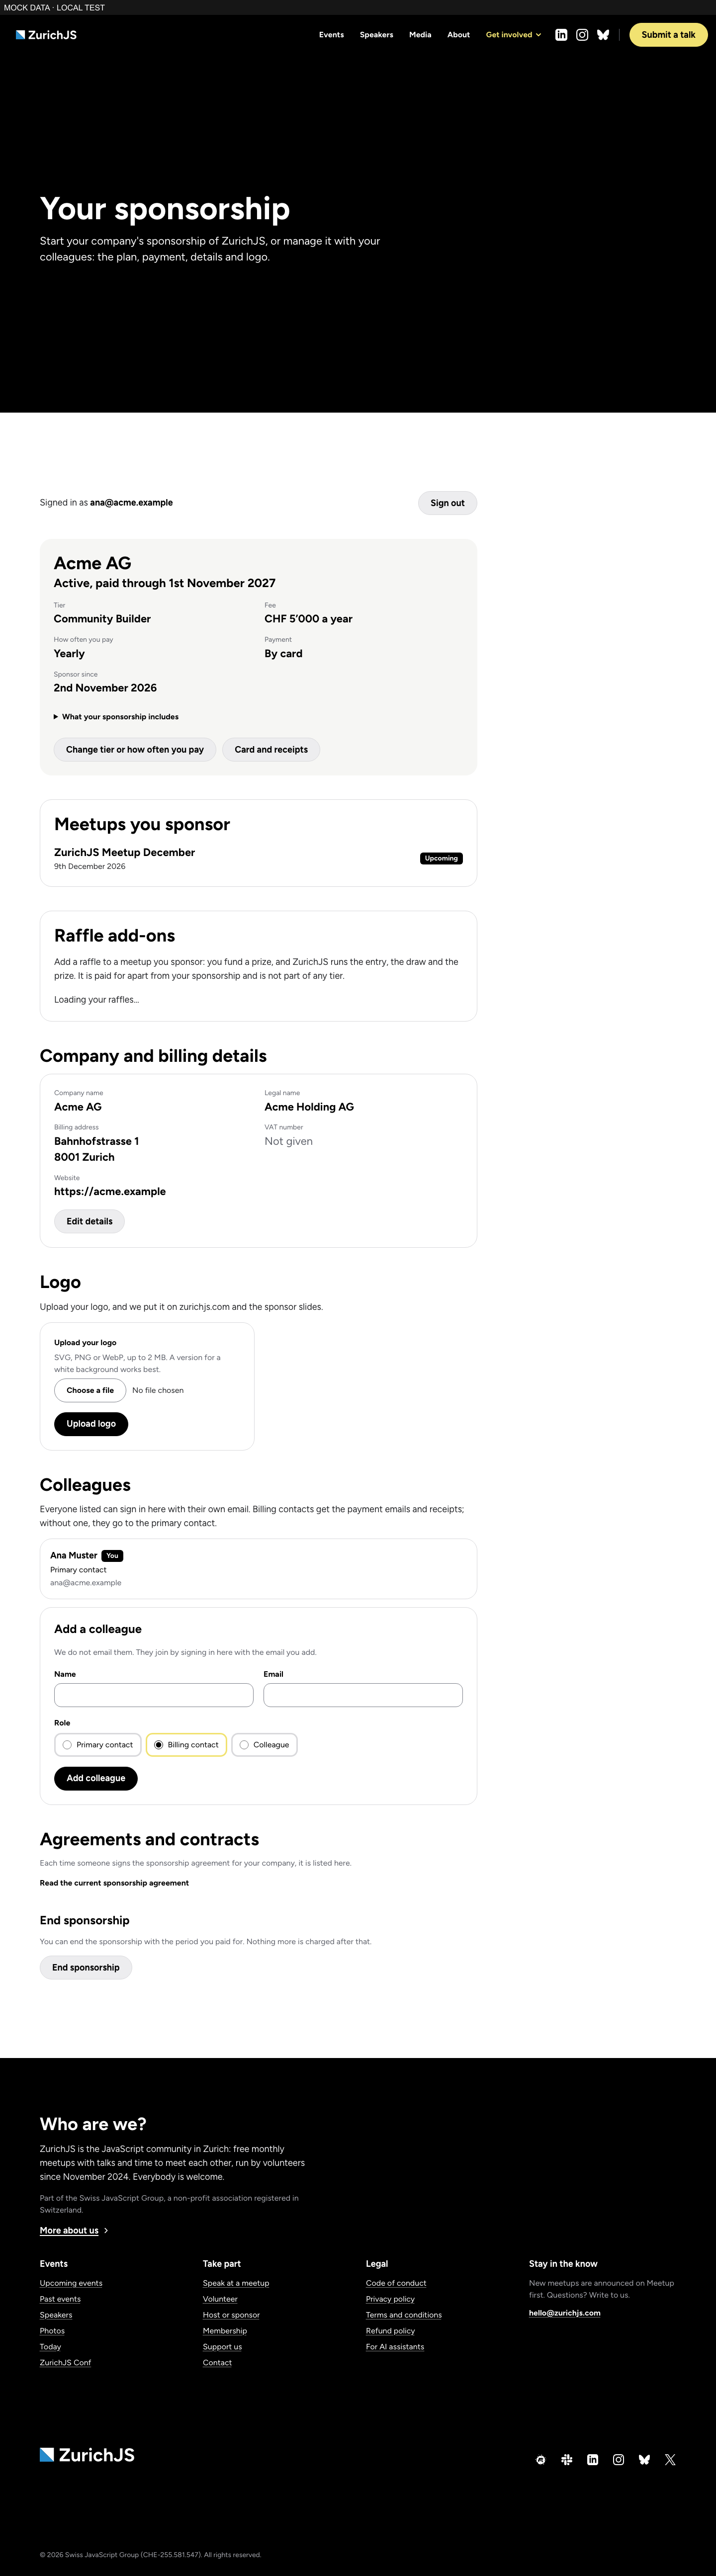 MOCK DATA · LOCAL TEST
ZurichJS
Events
Speakers
Media
About
Get involved
Submit a talk
Your sponsorship
Start your company's sponsorship of ZurichJS, or manage it with your
colleagues: the plan, payment, details and logo.
Signed in as ana@acme.example
Sign out
Acme AG
Active, paid through 1st November 2027
Tier
Community Builder
Fee
CHF 5’000 a year
How often you pay
Yearly
Payment
By card
Sponsor since
2nd November 2026
What your sponsorship includes
Change tier or how often you pay
Card and receipts
Meetups you sponsor
ZurichJS Meetup December
9th December 2026
Upcoming
Raffle add-ons
Add a raffle to a meetup you sponsor: you fund a prize, and ZurichJS runs the entry, the draw and the
prize. It is paid for apart from your sponsorship and is not part of any tier.
Loading your raffles…
Company and billing details
Company name
Acme AG
Legal name
Acme Holding AG
Billing address
Bahnhofstrasse 1
8001 Zurich
VAT number
Not given
Website
https://acme.example
Edit details
Logo
Upload your logo, and we put it on zurichjs.com and the sponsor slides.
Upload your logo
SVG, PNG or WebP, up to 2 MB. A version for a
white background works best.
Choose a file
No file chosen
Upload logo
Colleagues
Everyone listed can sign in here with their own email. Billing contacts get the payment emails and receipts;
without one, they go to the primary contact.
Ana Muster
You
Primary contact
ana@acme.example
Add a colleague
We do not email them. They join by signing in here with the email you add.
Name
Email
Role
Primary contact
Billing contact
Colleague
Add colleague
Agreements and contracts
Each time someone signs the sponsorship agreement for your company, it is listed here.
Read the current sponsorship agreement
End sponsorship
You can end the sponsorship with the period you paid for. Nothing more is charged after that.
End sponsorship
Who are we?
ZurichJS is the JavaScript community in Zurich: free monthly
meetups with talks and time to meet each other, run by volunteers
since November 2024. Everybody is welcome.
Part of the Swiss JavaScript Group, a non-profit association registered in
Switzerland.
More about us
Events
Upcoming events
Past events
Speakers
Photos
Today
ZurichJS Conf
Take part
Speak at a meetup
Volunteer
Host or sponsor
Membership
Support us
Contact
Legal
Code of conduct
Privacy policy
Terms and conditions
Refund policy
For AI assistants
Stay in the know
New meetups are announced on Meetup
first. Questions? Write to us.
hello@zurichjs.com
ZurichJS
© 2026 Swiss JavaScript Group (CHE-255.581.547). All rights reserved.